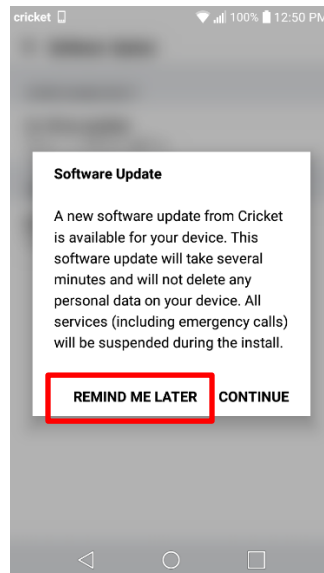 cricket 100% 12:50 PM
Software Update
A new software update from Cricket
is available for your device. This
software update will take several
minutes and will not delete any
personal data on your device. All
services (including emergency calls)
will be suspended during the install.
REMIND ME LATER CONTINUE